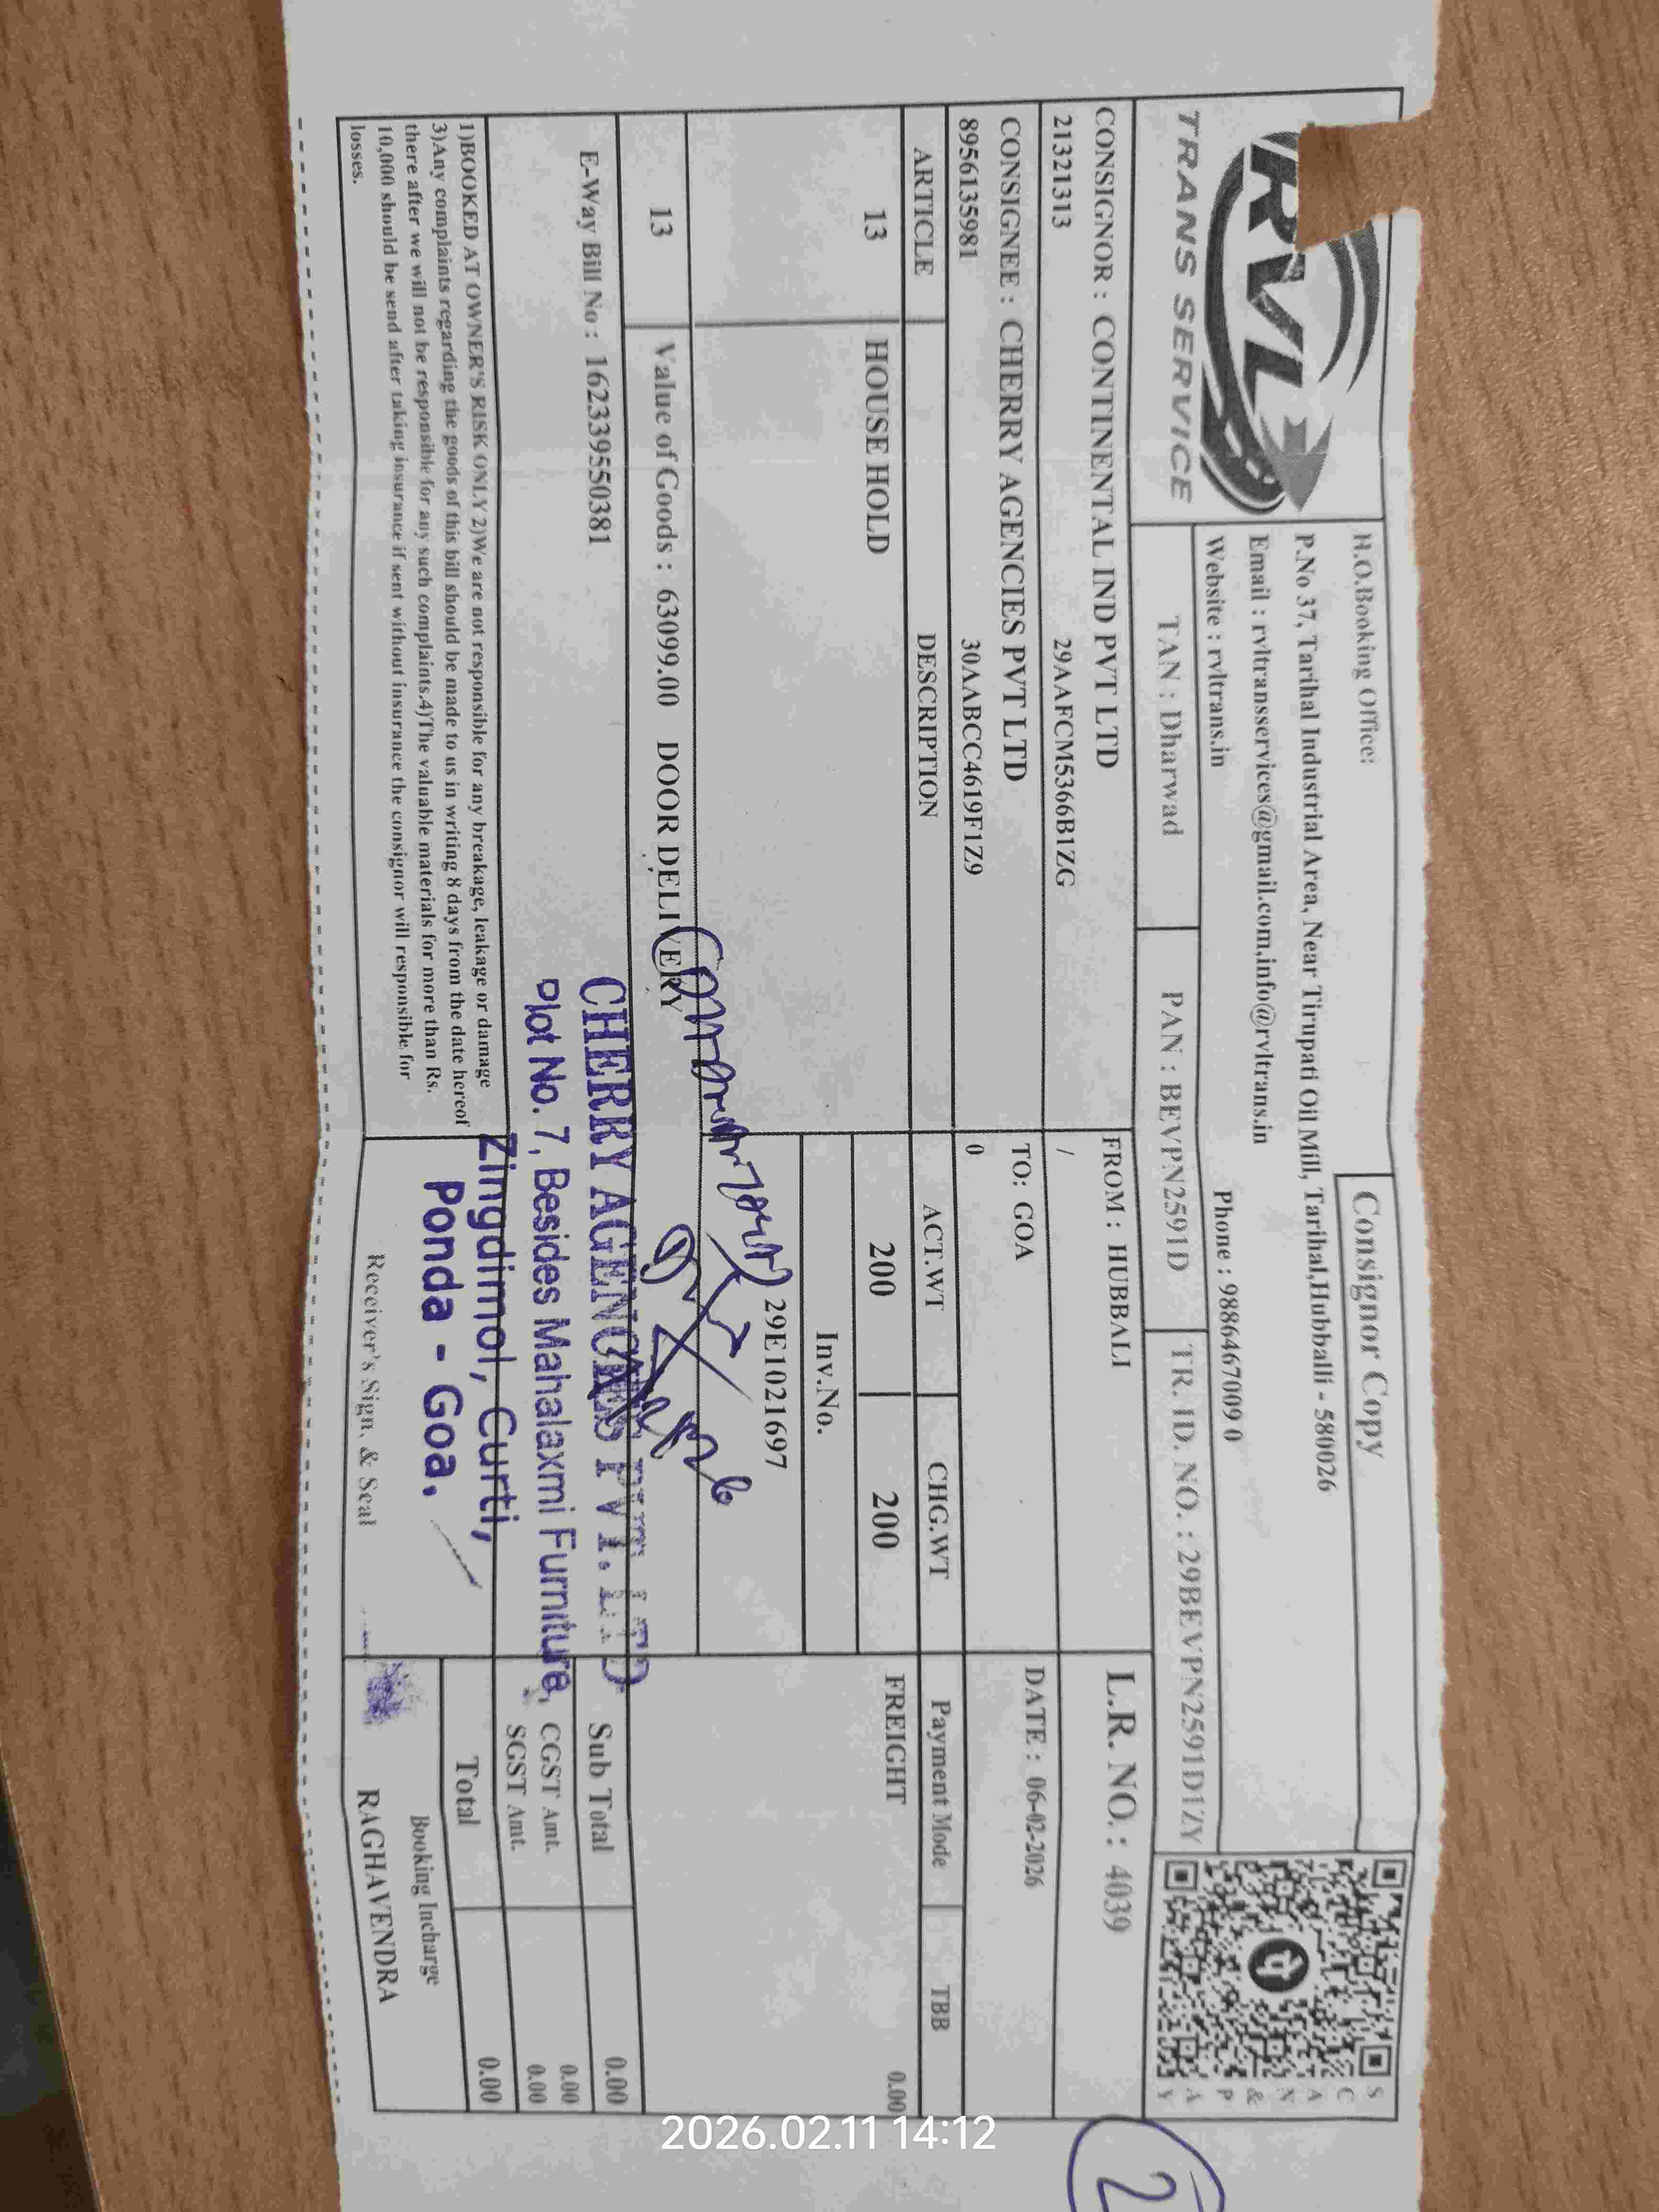 RVL
TRANS SERVICE
H.O.Booking Office:
Consignor Copy
P.No 37, Tarihal Industrial Area, Near Tirupati Oil Mill, Tarihal,Hubballi - 580026
Email : rvltransservices@gmail.com,info@rvltrans.in
Website : rvltrans.in Phone : 9886467009 0
SCAN & PAY
TAN : Dharwad PAN : BEVPN2591D TR. ID. NO. : 29BEVPN2591D1ZY
CONSIGNOR : CONTINENTAL IND PVT LTD FROM : HUBBALI L.R. NO. : 4039
21321313 29AAFCM5366B1ZG /
CONSIGNEE : CHERRY AGENCIES PVT LTD TO: GOA DATE : 06-02-2026
8956135981 30AABCC4619F1Z9 0
ARTICLE DESCRIPTION ACT.WT CHG.WT Payment Mode TBB
13 HOUSE HOLD 200 200 FREIGHT 0.00
Inv.No.
29E1021697
13 Value of Goods : 63099.00 DOOR DELIVERY
E-Way Bill No : 162339550381
CHERRY AGENCIES PVT. LTD
Plot No. 7, Besides Mahalaxmi Furniture,
Zingdimol, Curti,
Ponda - Goa.
Sub Total 0.00
CGST Amt. 0.00
SGST Amt. 0.00
Total 0.00
1)BOOKED AT OWNER'S RISK ONLY 2)We are not responsible for any breakage, leakage or damage
3)Any complaints regarding the goods of this bill should be made to us in writing 8 days from the date hereof
there after we will not be responsible for any such complaints.4)The valuable materials for more than Rs.
10,000 should be send after taking insurance if sent without insurance the consignor will responsible for
losses.
Receiver's Sign. & Seal
Booking Incharge
RAGHAVENDRA
2
2026.02.11 14:12